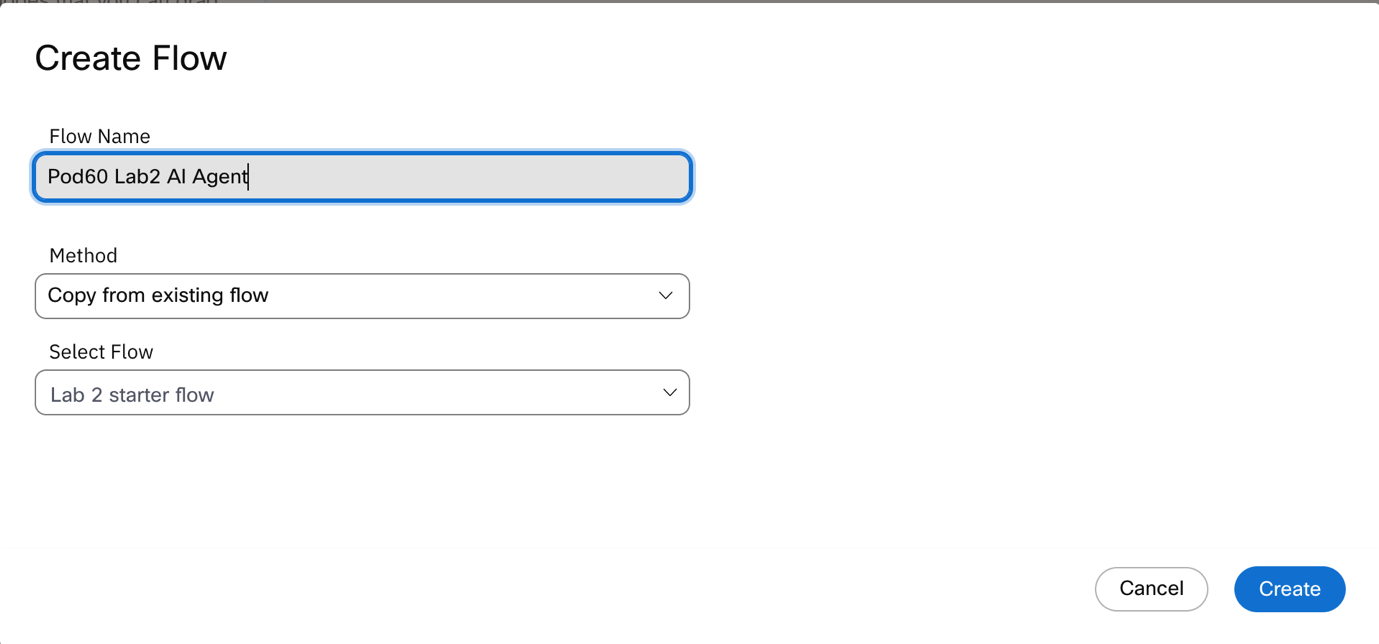 Create Flow
Flow Name
Pod60 Lab2 AI Agent
Method
Copy from existing flow
Select Flow
Lab 2 starter flow
Cancel
Create